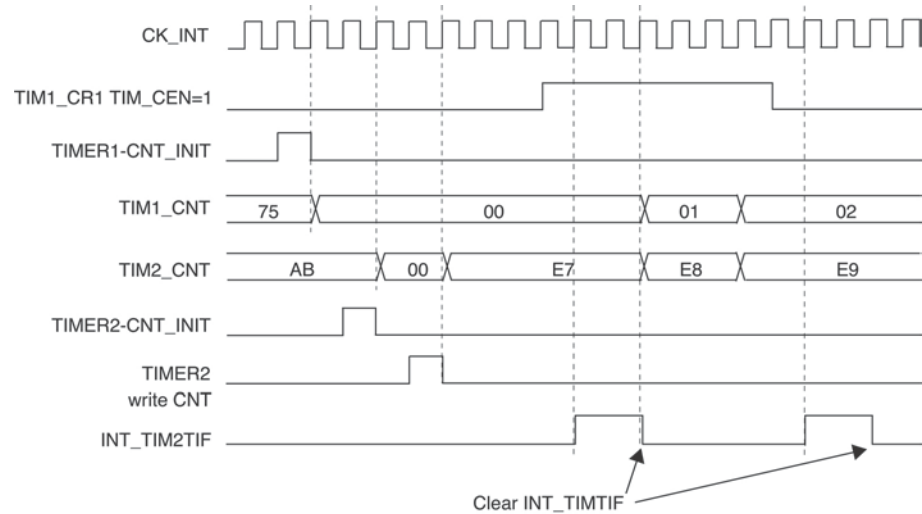 CK_INT
TIM1_CR1 TIM_CEN=1
TIMER1-CNT_INIT
TIM1_CNT 75 00 01 02
TIM2_CNT AB 00 E7 E8 E9
TIMER2-CNT_INIT
TIMER2
write CNT
INT_TIM2TIF
Clear INT_TIMTIF